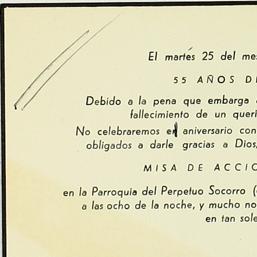 El martes 25 del mes
55 AÑOS DE
Debido a la pena que embarga
fallecimiento de un queri
No celebraremos en aniversario con
obligados a darle gracias a Dios,
MISA DE ACCIO
en la Parroquia del Perpetuo Socorro (
a las ocho de la noche, y mucho no
en tan sole